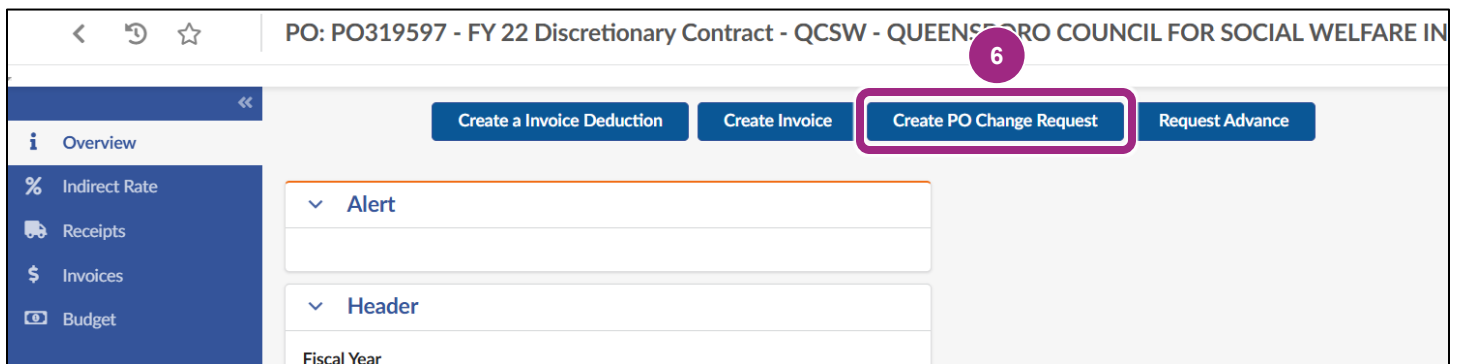 PO: PO319597 - FY 22 Discretionary Contract - QCSW - QUEENSBORO COUNCIL FOR SOCIAL WELFARE IN
6
Create a Invoice Deduction Create Invoice Create PO Change Request Request Advance
i Overview
% Indirect Rate
Alert
Receipts
$ Invoices
Header
Budget
Fiscal Year